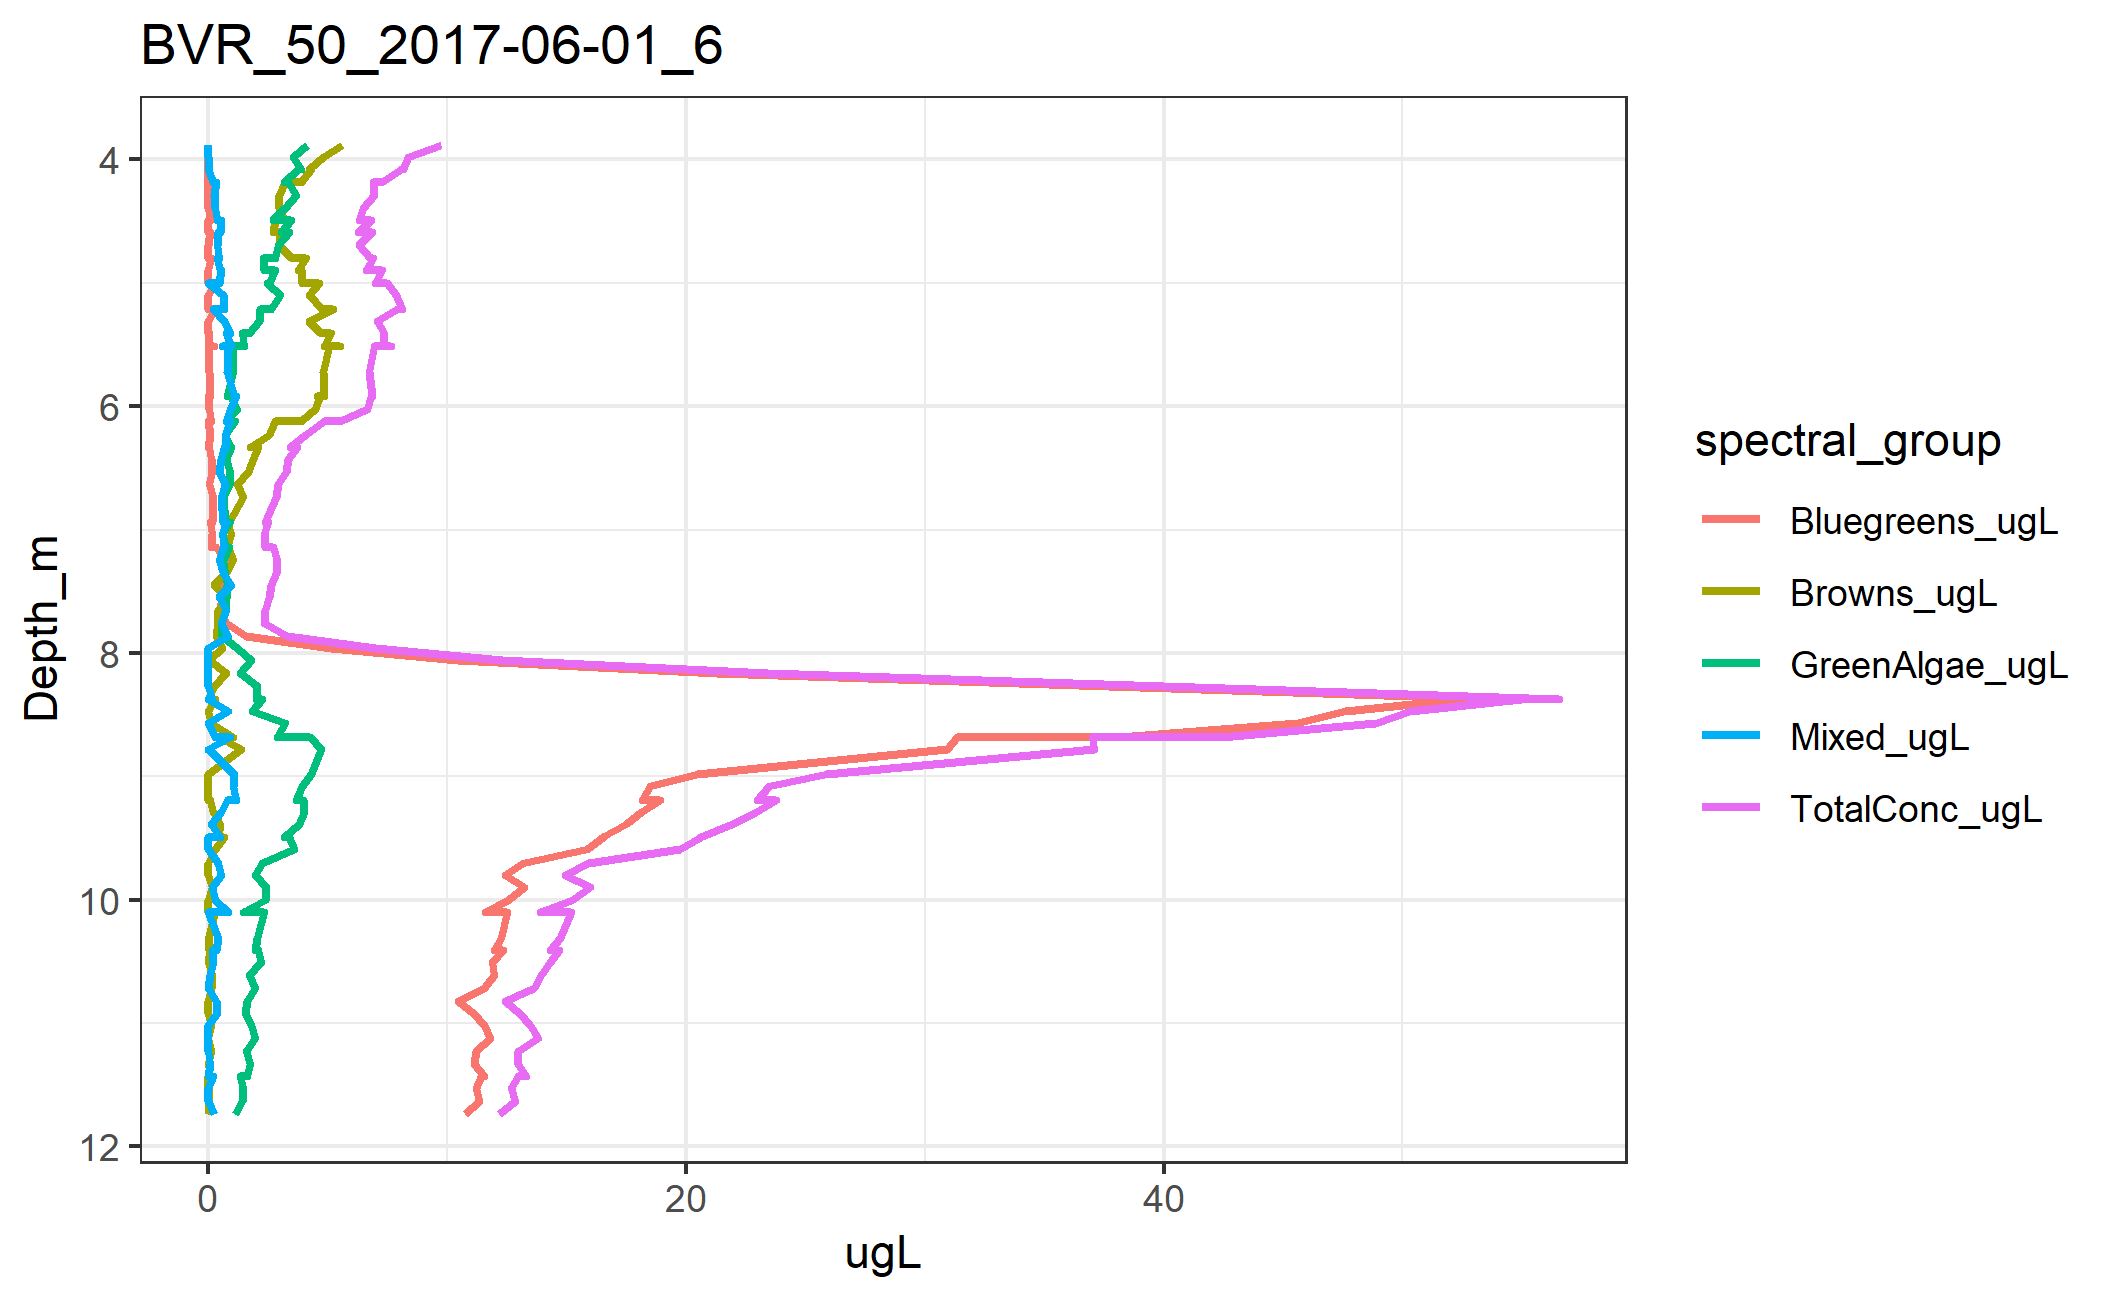 BVR_50_2017-06-01_6
4
6
8
10
12
Depth_m
0 20 40
ugL
spectral_group
Bluegreens_ugL
Browns_ugL
GreenAlgae_ugL
Mixed_ugL
TotalConc_ugL